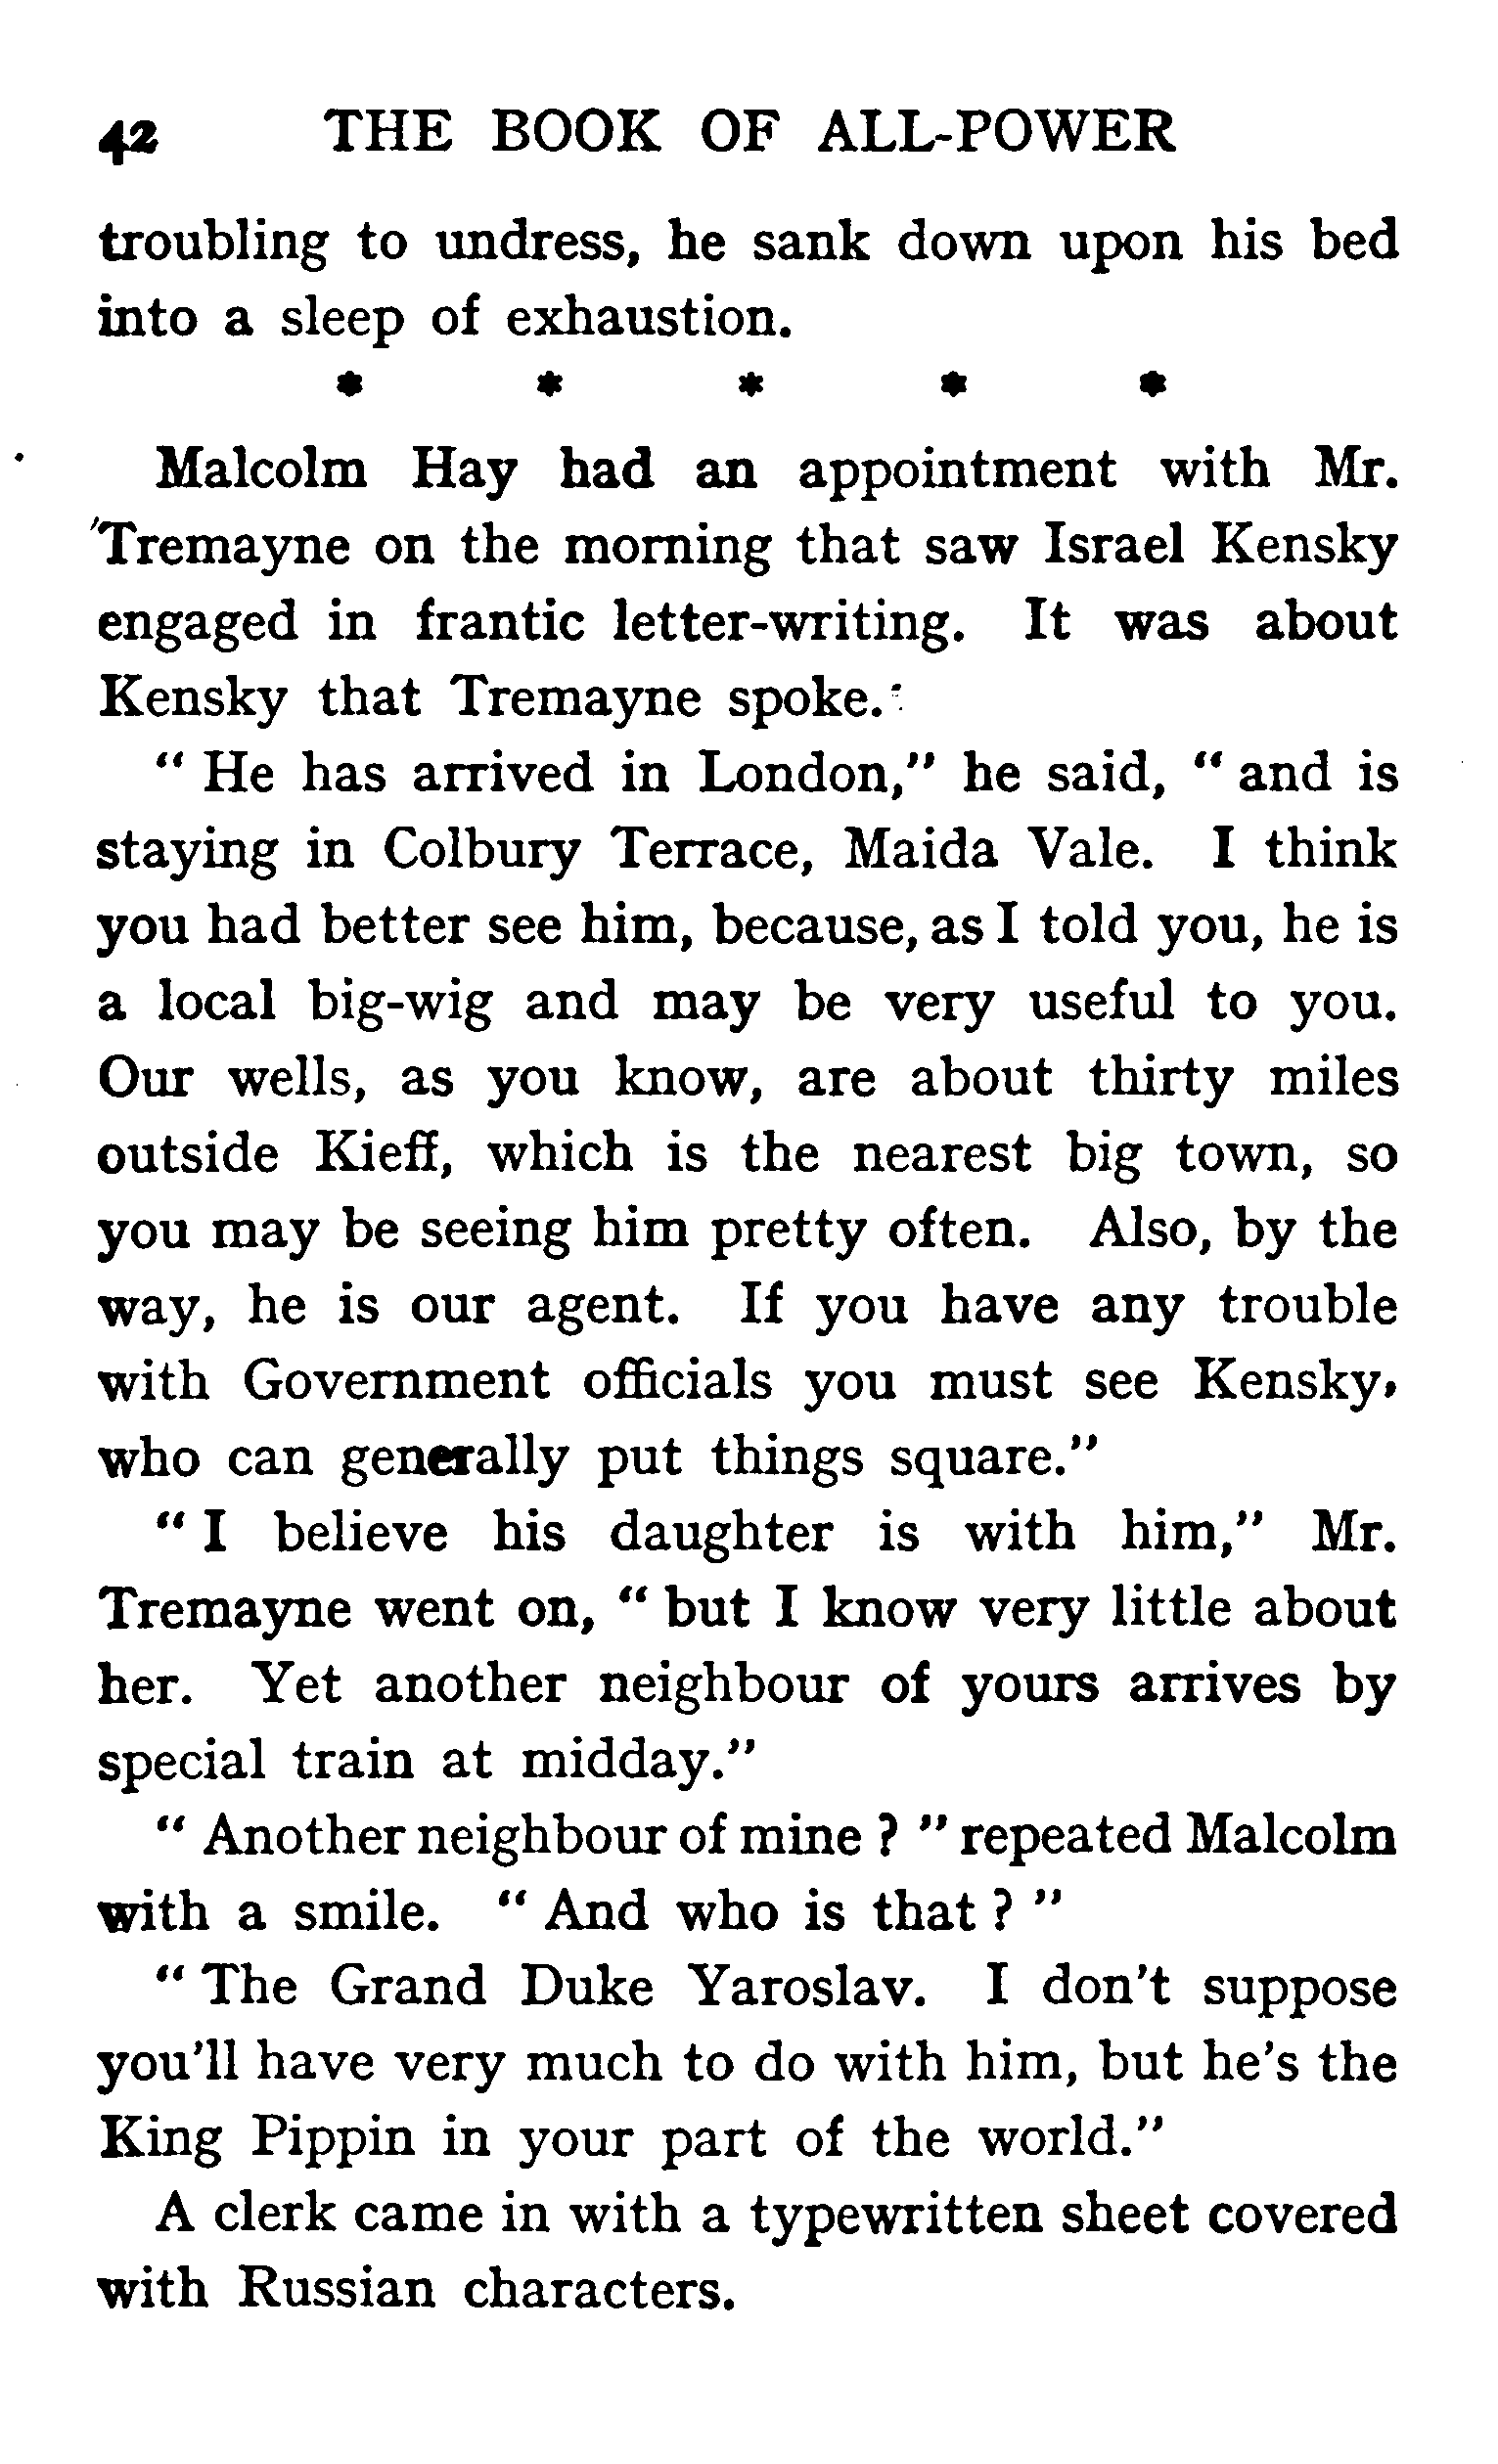 42 THE BOOK OF ALL-POWER
troubling to undress, he sank down upon his bed
into a sleep of exhaustion.
* * * * *
Malcolm Hay had an appointment with Mr.
Tremayne on the morning that saw Israel Kensky
engaged in frantic letter-writing. It was about
Kensky that Tremayne spoke.
" He has arrived in London," he said, " and is
staying in Colbury Terrace, Maida Vale. I think
you had better see him, because, as I told you, he is
a local big-wig and may be very useful to you.
Our wells, as you know, are about thirty miles
outside Kieff, which is the nearest big town, so
you may be seeing him pretty often. Also, by the
way, he is our agent. If you have any trouble
with Government officials you must see Kensky,
who can generally put things square."
" I believe his daughter is with him," Mr.
Tremayne went on, " but I know very little about
her. Yet another neighbour of yours arrives by
special train at midday."
" Another neighbour of mine ? " repeated Malcolm
with a smile. " And who is that ? "
" The Grand Duke Yaroslav. I don't suppose
you'll have very much to do with him, but he's the
King Pippin in your part of the world."
A clerk came in with a typewritten sheet covered
with Russian characters.